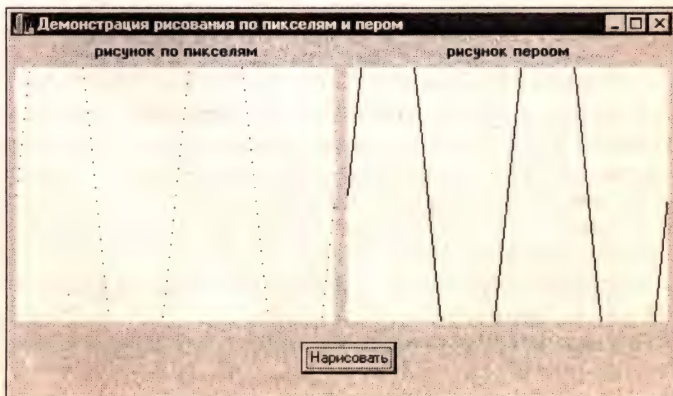 Демонстрация рисования по пикселям и пером
рисунок по пикселям
рисунок пероом
Нарисовать